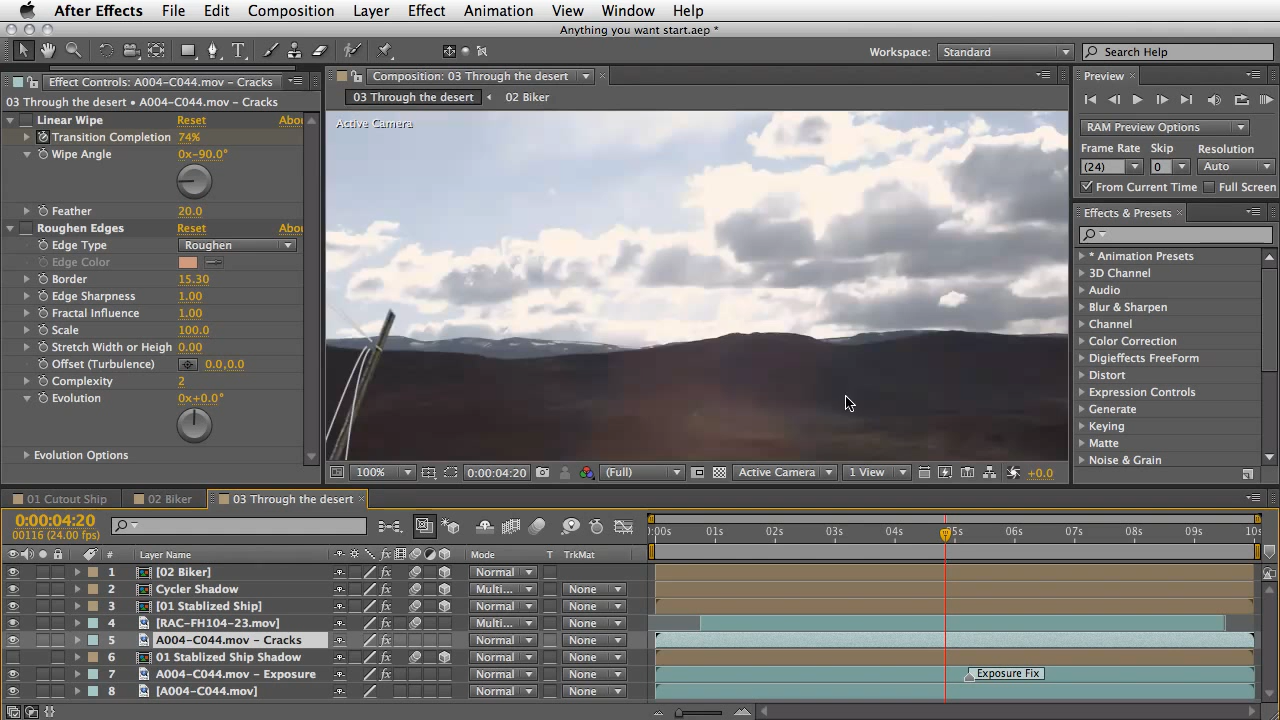 After Effects File Edit Composition Layer Effect Animation View Window Help
Anything you want start.aep *
Workspace: Standard Search Help
Effect Controls: A004-C044.mov - Cracks
Composition: 03 Through the desert
Preview
03 Through the desert • A004-C044.mov - Cracks
03 Through the desert 02 Biker
Active Camera
Linear Wipe Reset Abou
Transition Completion 74%
Wipe Angle 0x-90.0°
Feather 20.0
Roughen Edges Reset Abou
Edge Type Roughen
Edge Color
Border 15.30
Edge Sharpness 1.00
Fractal Influence 1.00
Scale 100.0
Stretch Width or Heigh 0.00
Offset (Turbulence) 0.0,0.0
Complexity 2
Evolution 0x+0.0°
Evolution Options
RAM Preview Options
Frame Rate Skip Resolution
(24) 0 Auto
From Current Time Full Screen
Effects & Presets
* Animation Presets
3D Channel
Audio
Blur & Sharpen
Channel
Color Correction
Digieffects FreeForm
Distort
Expression Controls
Generate
Keying
Matte
Noise & Grain
100% 0:00:04:20 (Full) Active Camera 1 View +0.0
01 Cutout Ship 02 Biker 03 Through the desert
0:00:04:20
00116 (24.00 fps)
0:00s 01s 02s 03s 04s 05s 06s 07s 08s 09s 10s
# Layer Name fx Mode T TrkMat
1 [02 Biker] fx Normal
2 Cycler Shadow fx Multi... None
3 [01 Stablized Ship] fx Normal None
4 [RAC-FH104-23.mov] fx Multi... None
5 A004-C044.mov - Cracks fx Normal None
6 01 Stablized Ship Shadow fx Normal None
7 A004-C044.mov - Exposure fx Normal None Exposure Fix
8 [A004-C044.mov] Normal None